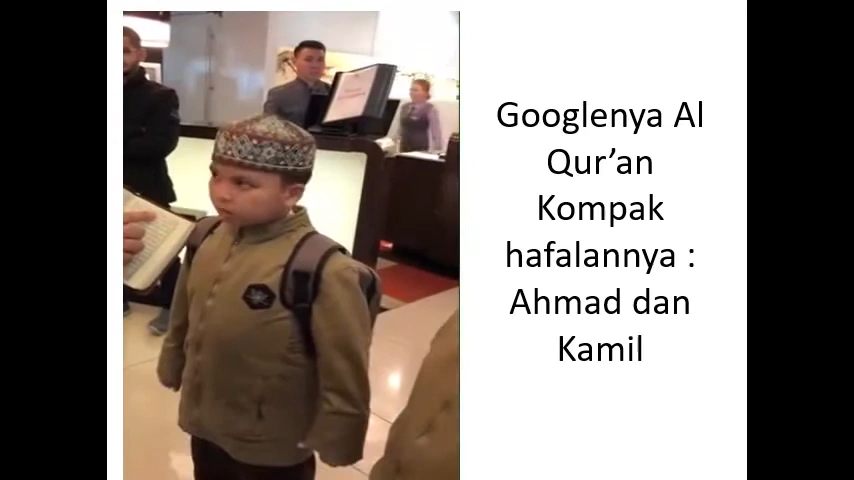 Googlenya Al
Qur’an
Kompak
hafalannya :
Ahmad dan
Kamil